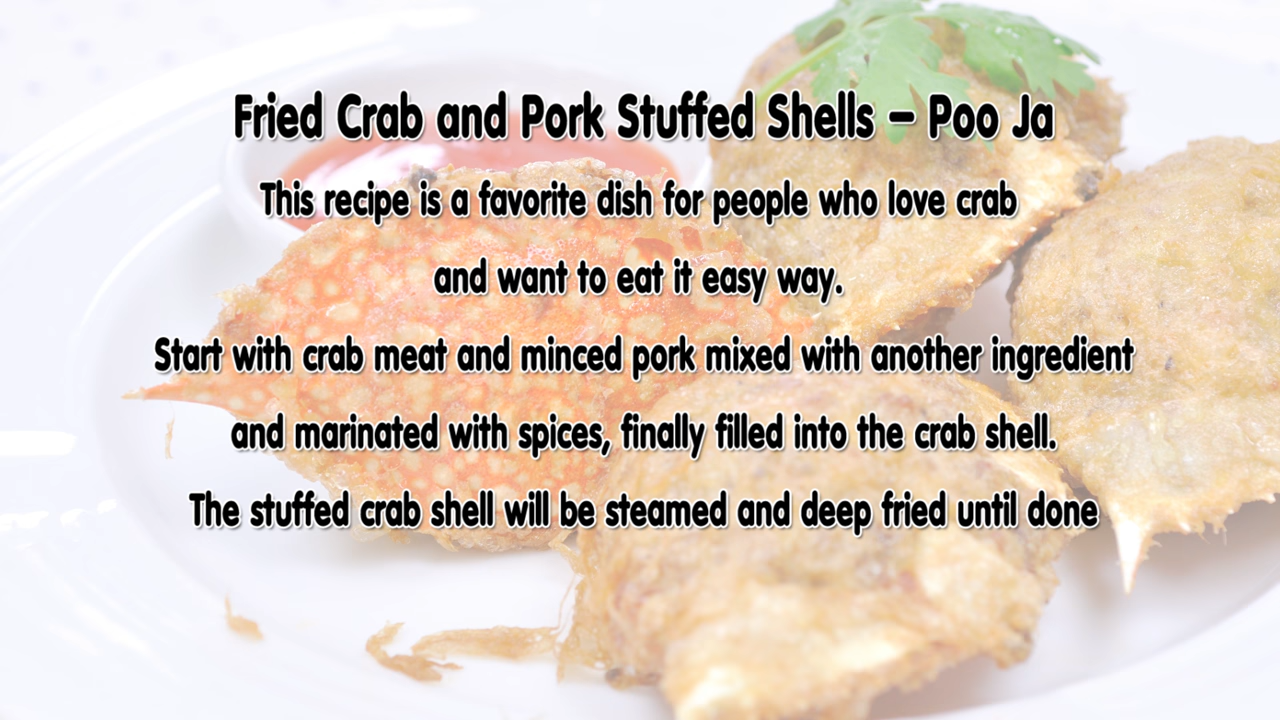 Fried Crab and Pork Stuffed Shells – Poo Ja
This recipe is a favorite dish for people who love crab
and want to eat it easy way.
Start with crab meat and minced pork mixed with another ingredient
and marinated with spices, finally filled into the crab shell.
The stuffed crab shell will be steamed and deep fried until done